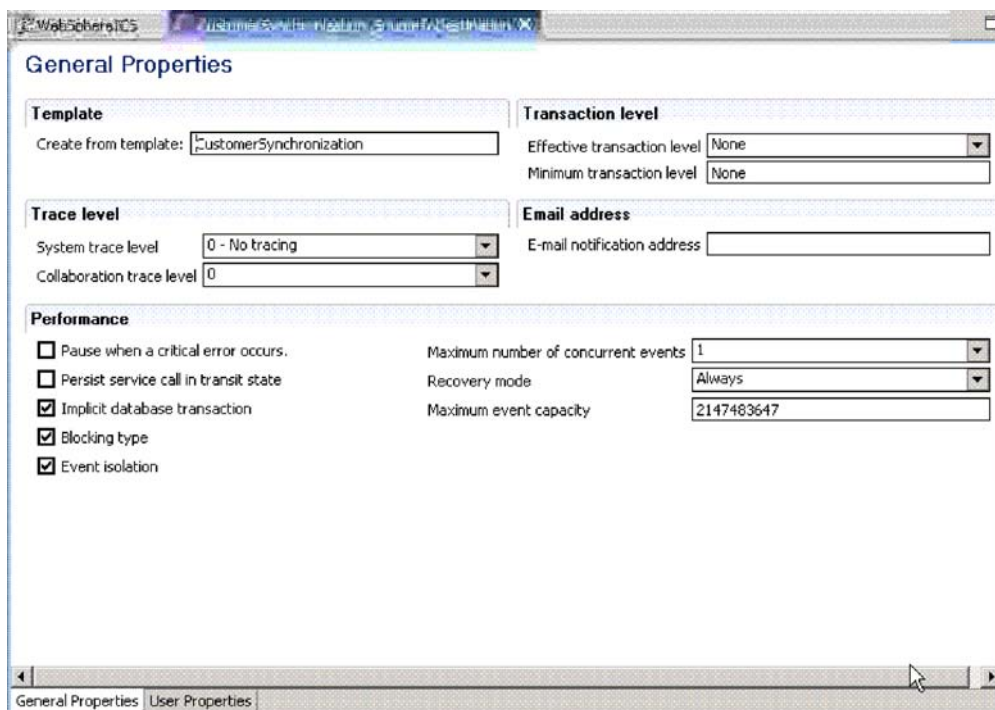 WebSphereICS CustomerSynchronization_SourceToDestination
General Properties
Template
Create from template: CustomerSynchronization
Transaction level
Effective transaction level None
Minimum transaction level None
Trace level
System trace level 0 - No tracing
Collaboration trace level 0
Email address
E-mail notification address
Performance
Pause when a critical error occurs.
Persist service call in transit state
Implicit database transaction
Blocking type
Event isolation
Maximum number of concurrent events 1
Recovery mode Always
Maximum event capacity 2147483647
General Properties User Properties